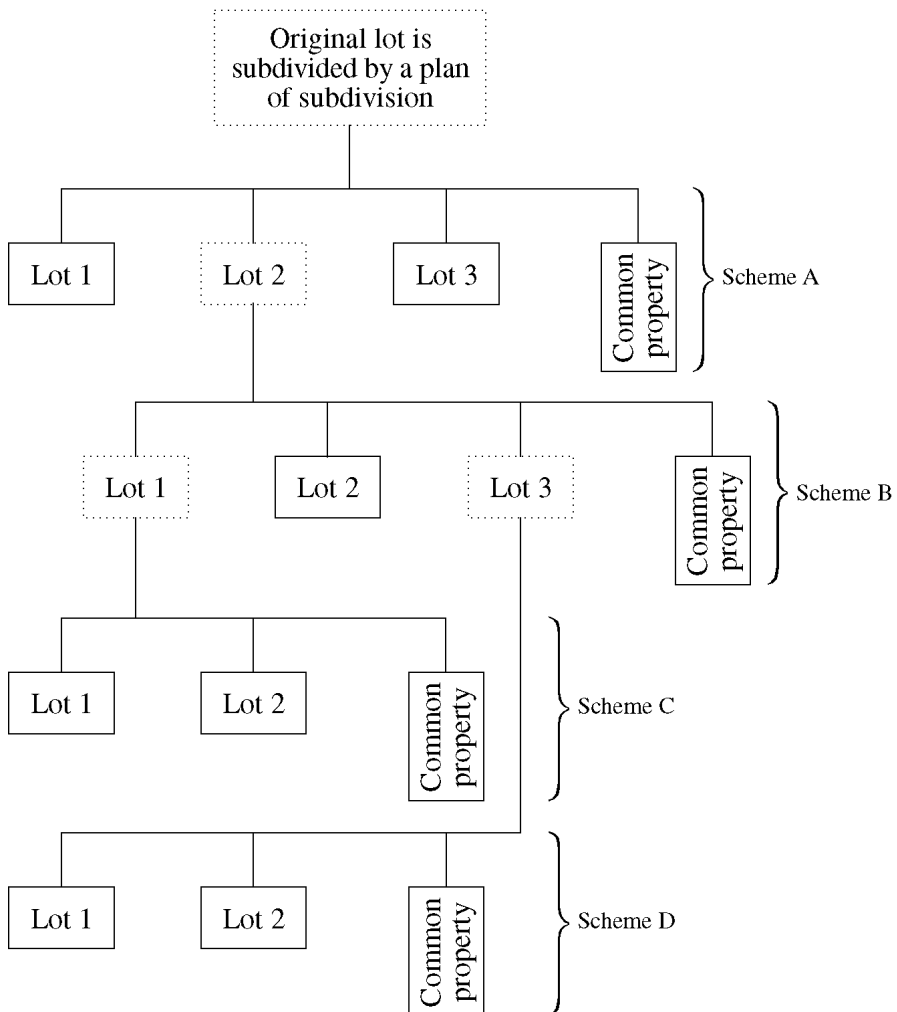 Original lot is
subdivided by a plan
of subdivision
Lot 1
Lot 2
Lot 3
Common
property
Scheme A
Lot 1
Lot 2
Lot 3
Common
property
Scheme B
Lot 1
Lot 2
Common
property
Scheme C
Lot 1
Lot 2
Common
property
Scheme D